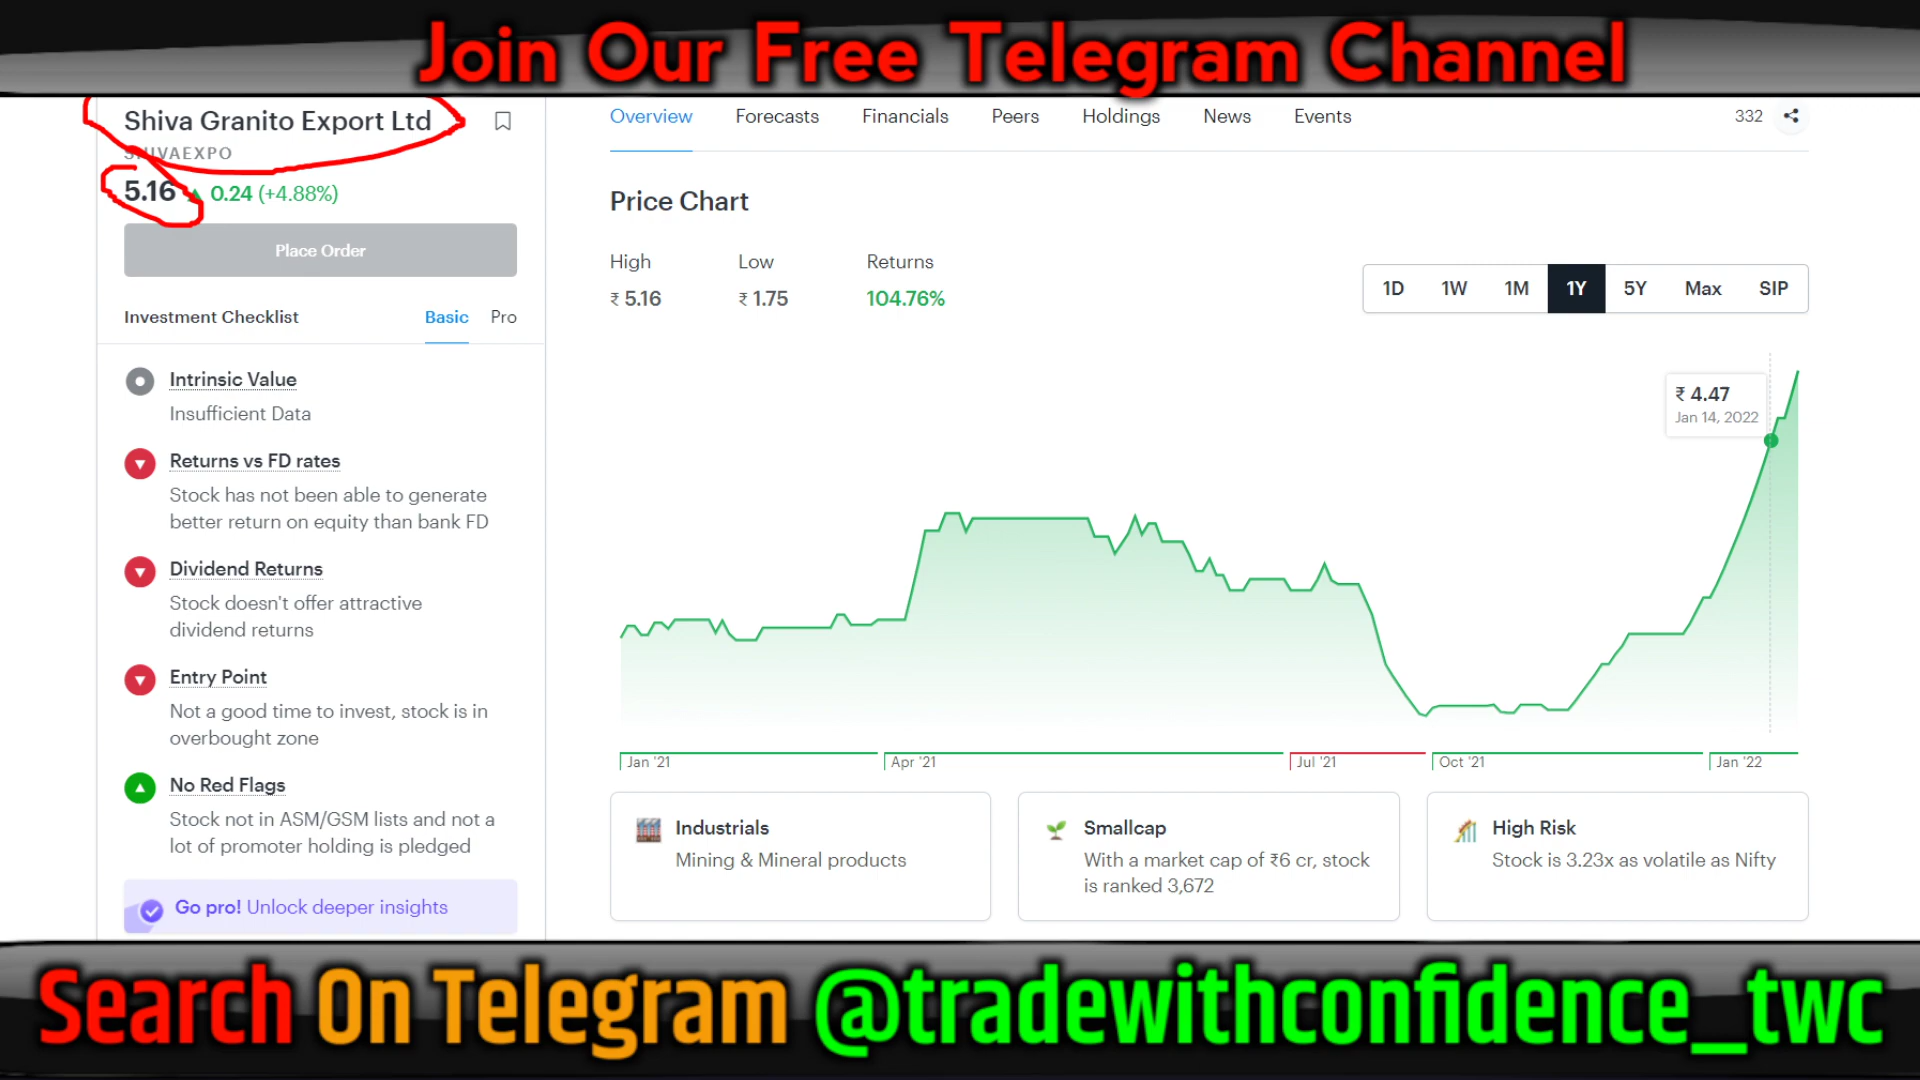 Join Our Free Telegram Channel
Shiva Granito Export Ltd
SHIVAEXPO
5.16 ▲ 0.24 (+4.88%)
Place Order
Investment Checklist
Basic
Pro
Intrinsic Value
Insufficient Data
Returns vs FD rates
Stock has not been able to generate
better return on equity than bank FD
Dividend Returns
Stock doesn't offer attractive
dividend returns
Entry Point
Not a good time to invest, stock is in
overbought zone
No Red Flags
Stock not in ASM/GSM lists and not a
lot of promoter holding is pledged
Go pro! Unlock deeper insights
Overview Forecasts Financials Peers Holdings News Events
332
Price Chart
High Low Returns
₹ 5.16 ₹ 1.75 104.76%
1D 1W 1M 1Y 5Y Max SIP
₹ 4.47
Jan 14, 2022
Jan '21 Apr '21 Jul '21 Oct '21 Jan '22
Industrials
Mining & Mineral products
Smallcap
With a market cap of ₹6 cr, stock
is ranked 3,672
High Risk
Stock is 3.23x as volatile as Nifty
Search On Telegram @tradewithconfidence_twc